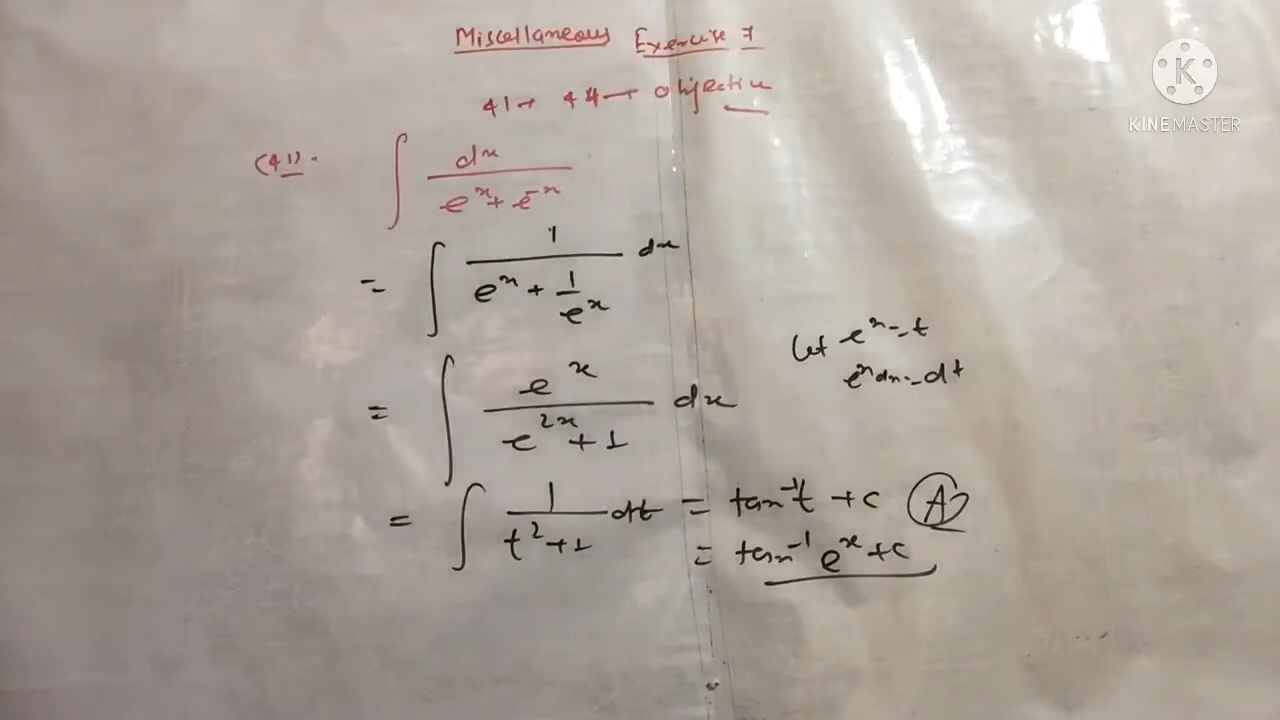 Miscellaneous Exercise 7
41 → 44 → objective
KINEMASTER
(41). ∫ dx / (e^x + e^-x)
= ∫ 1 / (e^x + 1/e^x) dx
Let e^x = t
e^x dx = dt
= ∫ e^x / (e^2x + 1) dx
= ∫ 1 / (t^2 + 1) dt = tan^-1 t + c (A)
= tan^-1 e^x + c